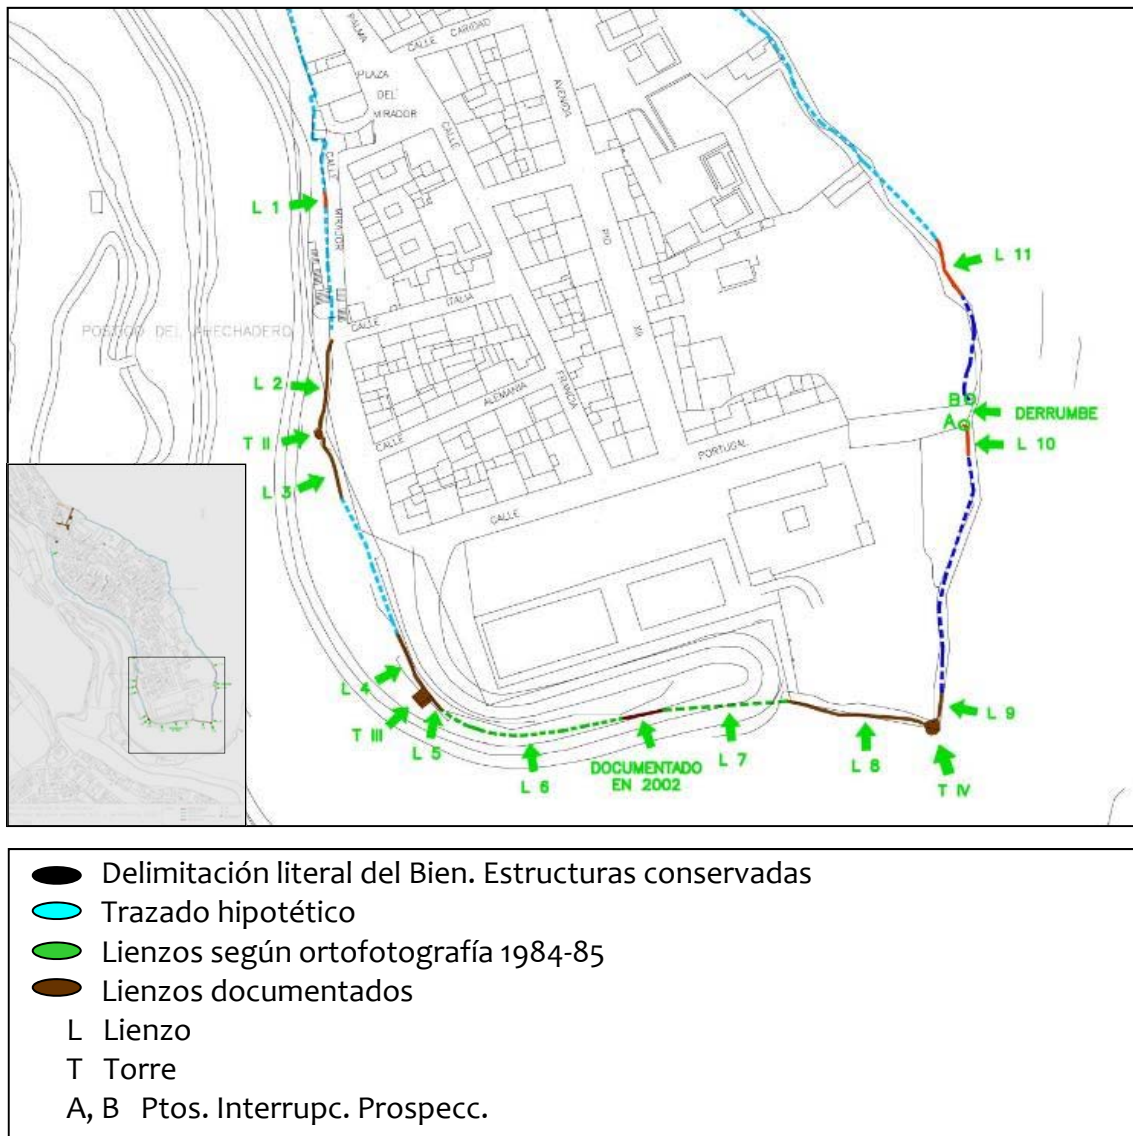 PALMA
CALLE CARIDAD
PLAZA
DEL
MIRADOR
CALLE
AVENIDA
CALLE
MIRADOR
L 1
PIO
XII
L 11
CALLE ITALIA
L 2
CALLE ALEMANIA
FRANCIA
B
DERRUMBE
A
T II
L 10
PORTUGAL
L 3
CALLE
L 4
T III
L 5
L 6
DOCUMENTADO
EN 2002
L 7
L 8
L 9
T IV
Delimitación literal del Bien. Estructuras conservadas
Trazado hipotético
Lienzos según ortofotografía 1984-85
Lienzos documentados
L Lienzo
T Torre
A, B Ptos. Interrupc. Prospecc.